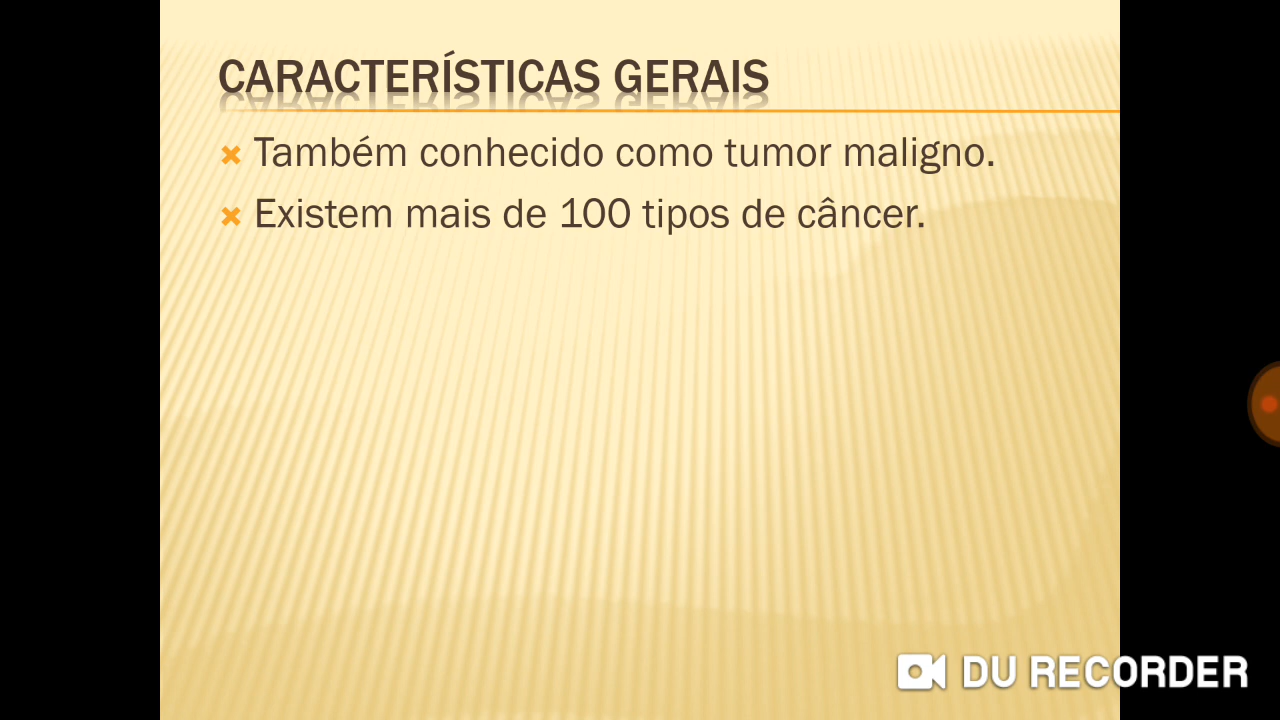 CARACTERÍSTICAS GERAIS
Também conhecido como tumor maligno.
Existem mais de 100 tipos de câncer.
DU RECORDER